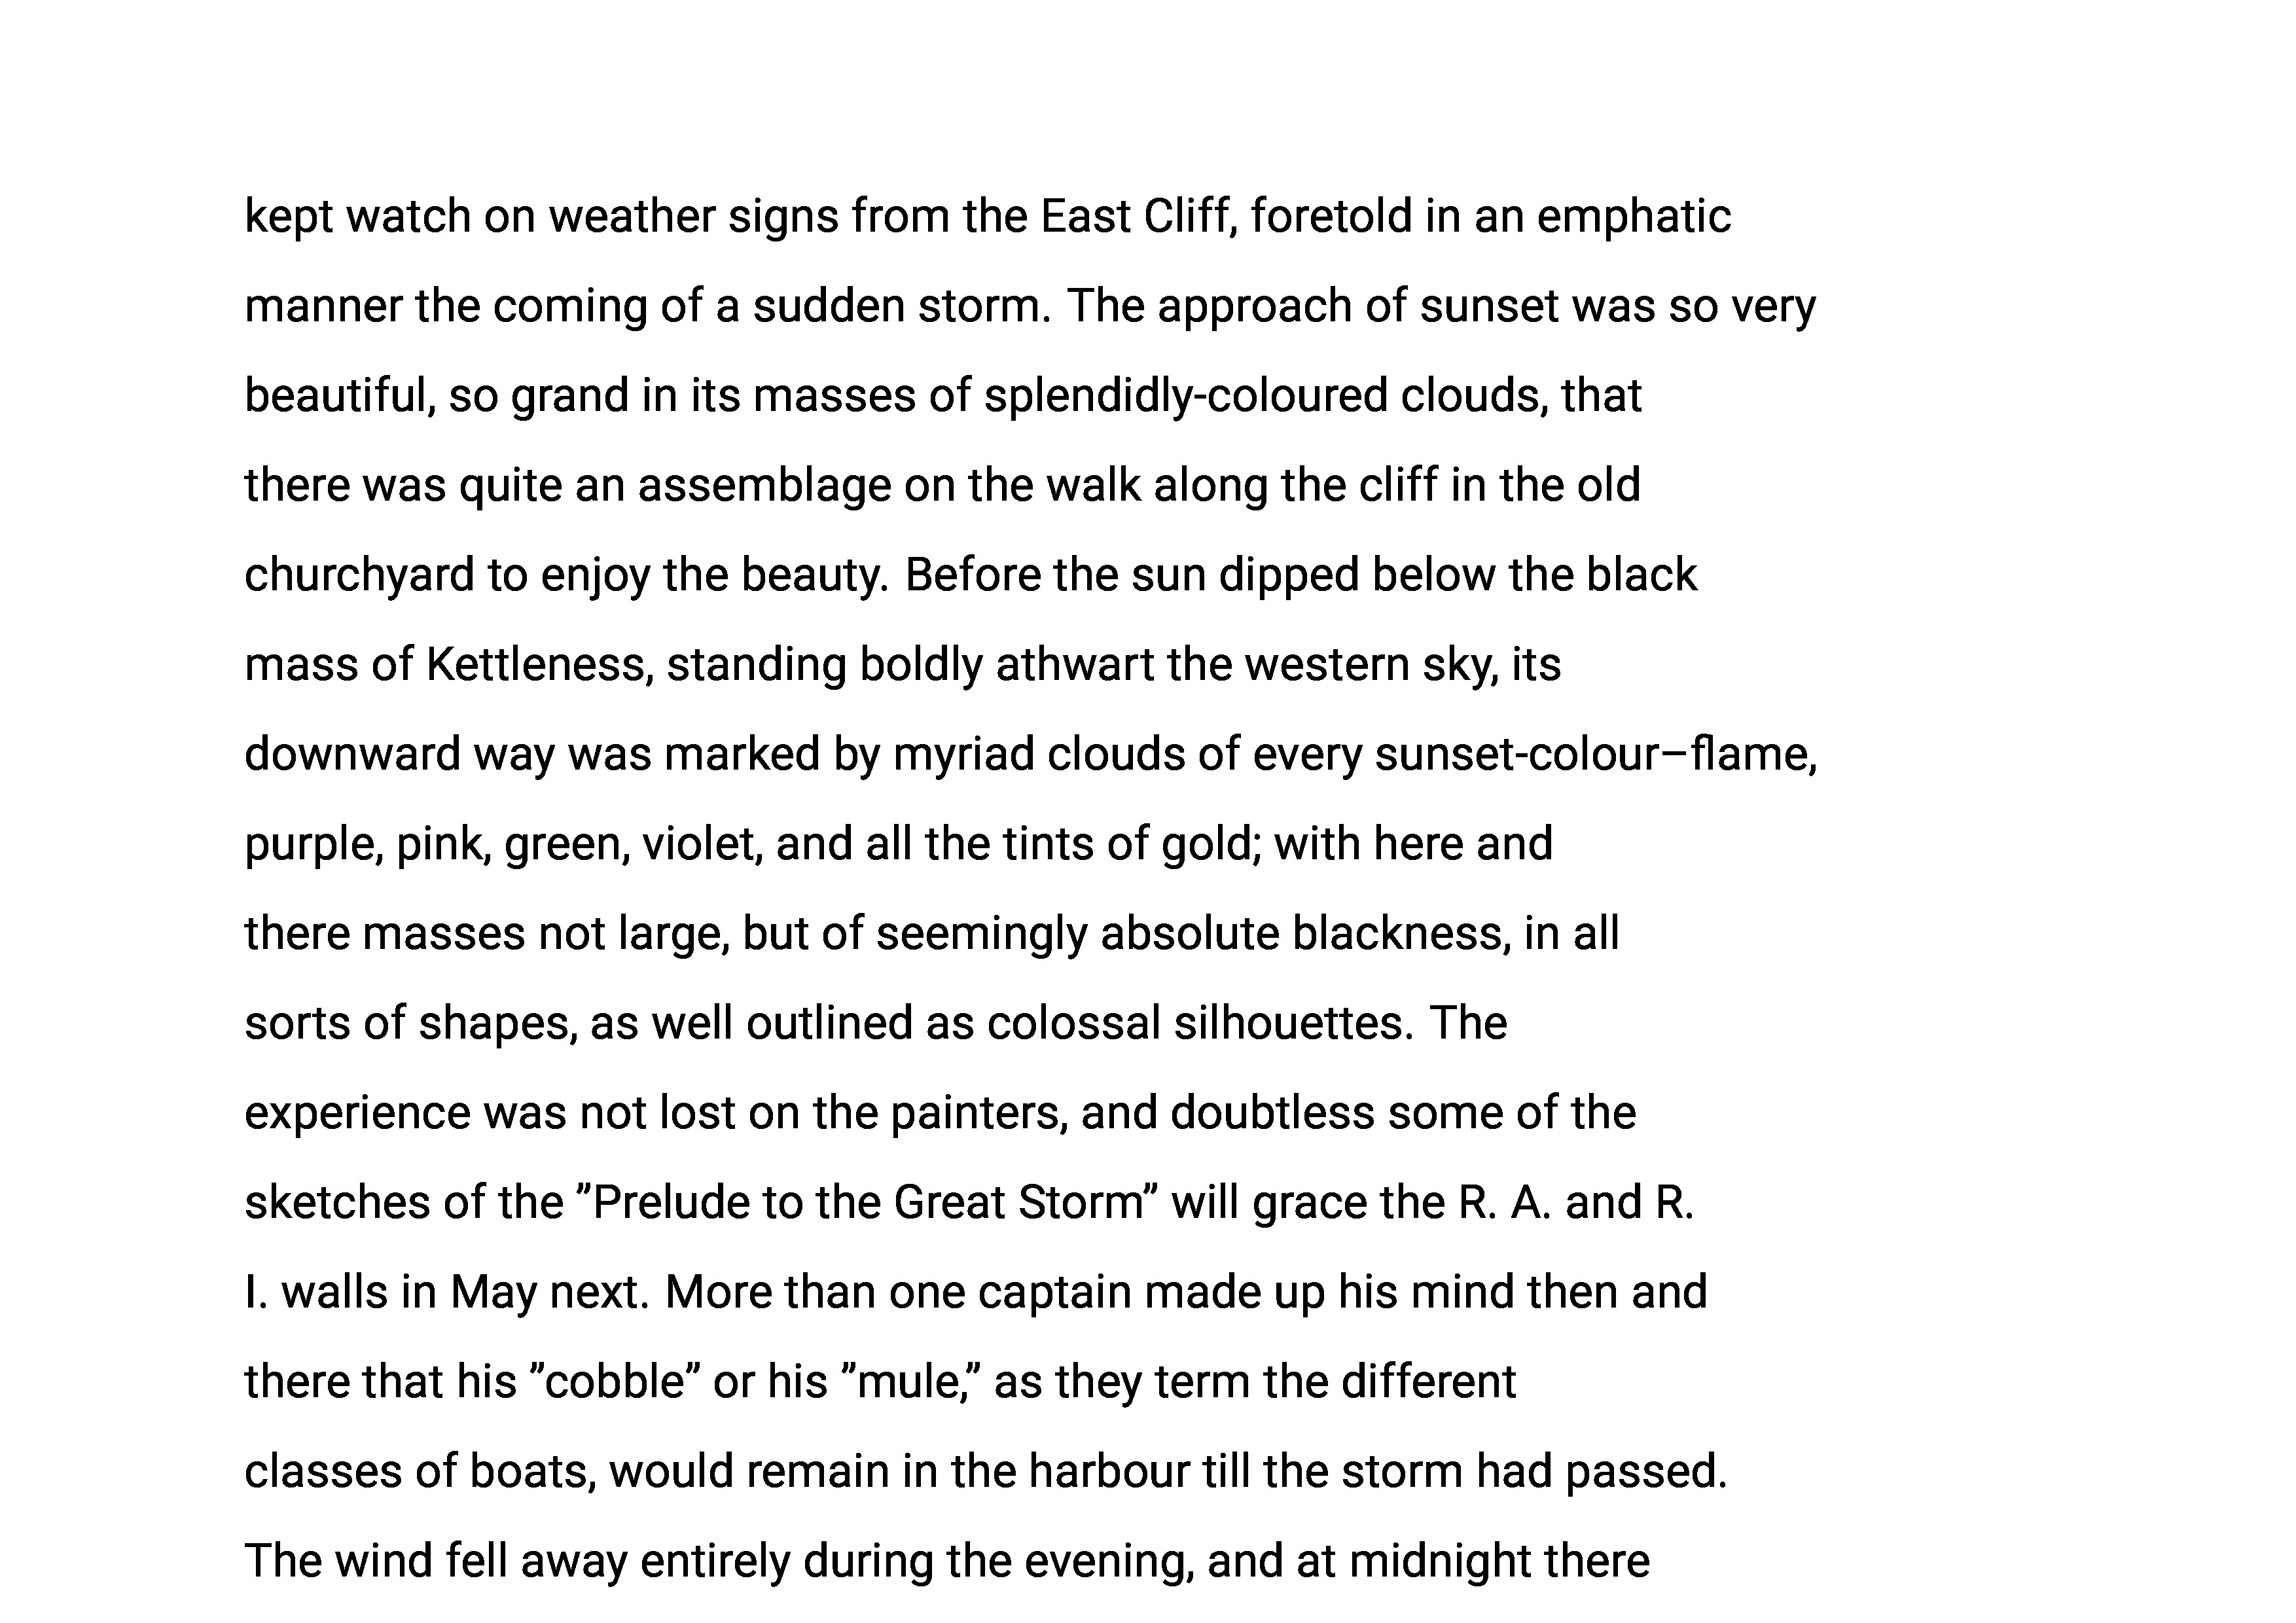 kept watch on weather signs from the East Cliff, foretold in an emphatic
manner the coming of a sudden storm. The approach of sunset was so very
beautiful, so grand in its masses of splendidly-coloured clouds, that
there was quite an assemblage on the walk along the cliff in the old
churchyard to enjoy the beauty. Before the sun dipped below the black
mass of Kettleness, standing boldly athwart the western sky, its
downward way was marked by myriad clouds of every sunset-colour–flame,
purple, pink, green, violet, and all the tints of gold; with here and
there masses not large, but of seemingly absolute blackness, in all
sorts of shapes, as well outlined as colossal silhouettes. The
experience was not lost on the painters, and doubtless some of the
sketches of the ”Prelude to the Great Storm” will grace the R. A. and R.
I. walls in May next. More than one captain made up his mind then and
there that his ”cobble” or his ”mule,” as they term the different
classes of boats, would remain in the harbour till the storm had passed.
The wind fell away entirely during the evening, and at midnight there